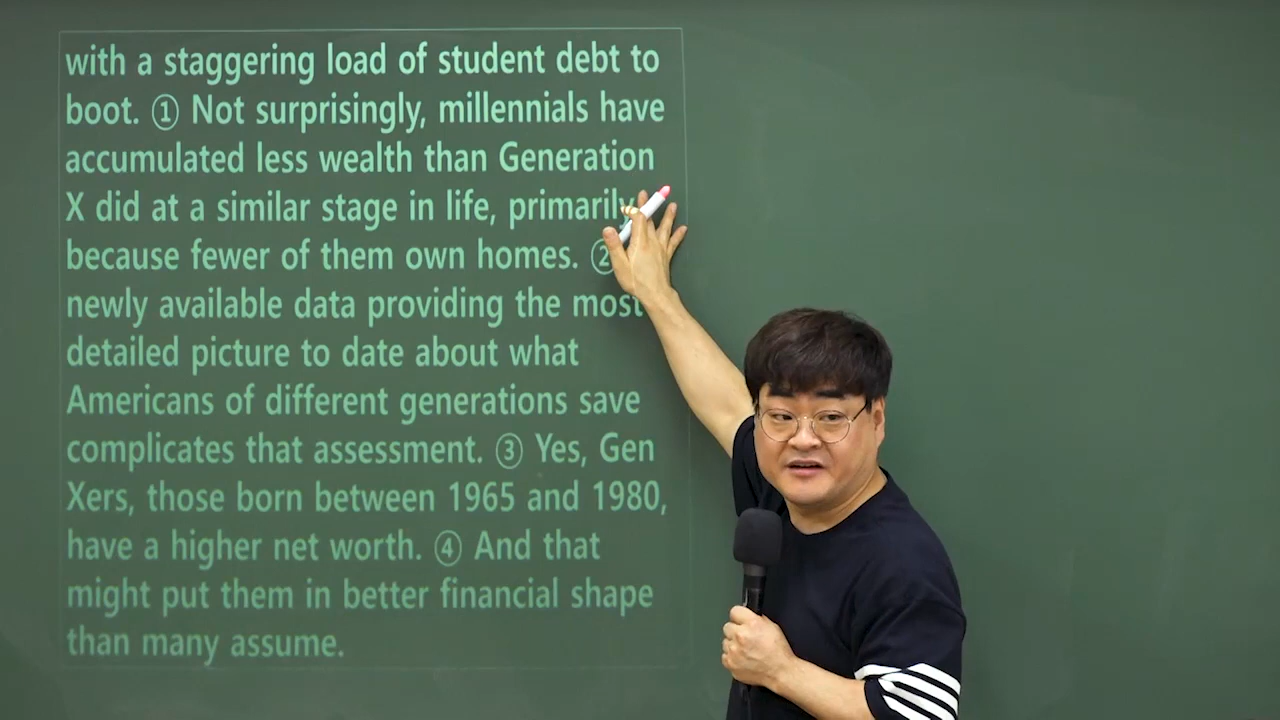 with a staggering load of student debt to
boot. ① Not surprisingly, millennials have
accumulated less wealth than Generation
X did at a similar stage in life, primarily
because fewer of them own homes. ②
newly available data providing the most
detailed picture to date about what
Americans of different generations save
complicates that assessment. ③ Yes, Gen
Xers, those born between 1965 and 1980,
have a higher net worth. ④ And that
might put them in better financial shape
than many assume.